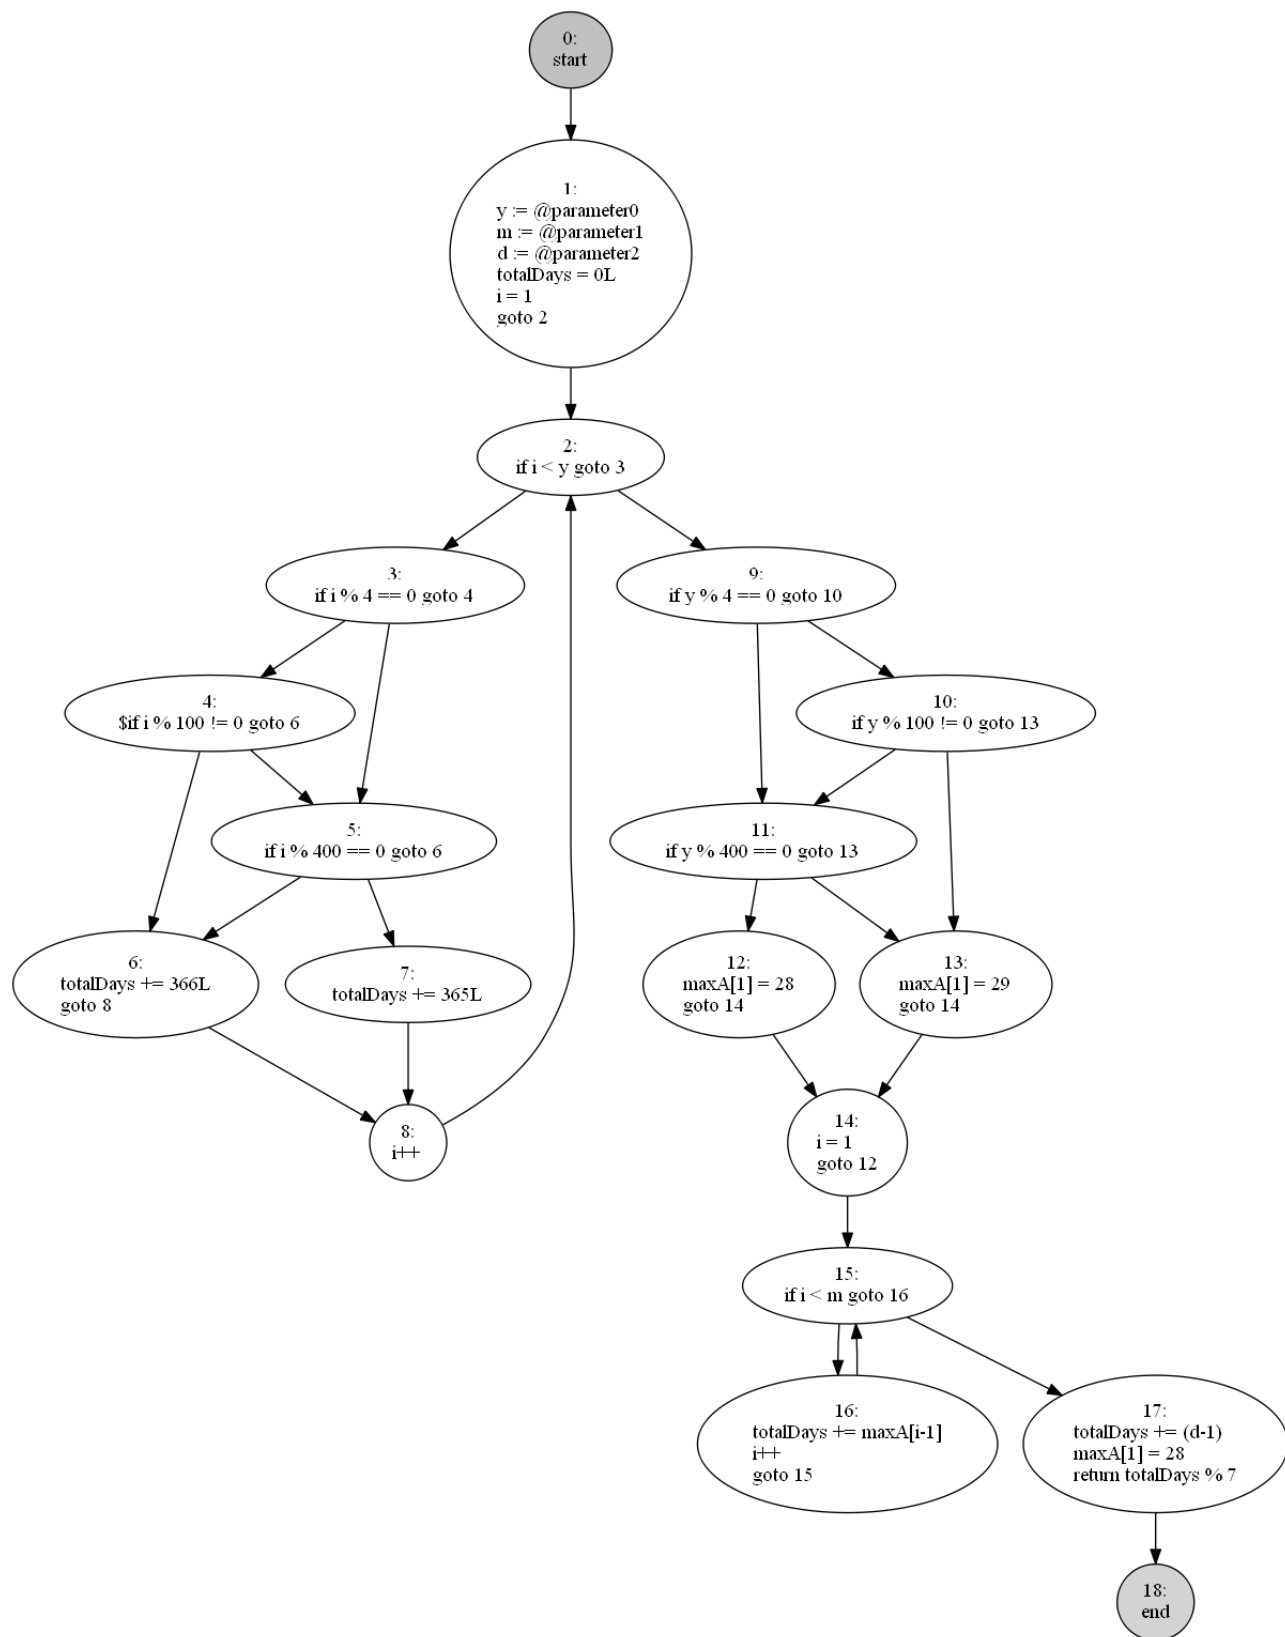 0:
start
1:
y := @parameter0
m := @parameter1
d := @parameter2
totalDays = 0L
i = 1
goto 2
2:
if i < y goto 3
3:
if i % 4 == 0 goto 4
9:
if y % 4 == 0 goto 10
4:
$if i % 100 != 0 goto 6
10:
if y % 100 != 0 goto 13
5:
if i % 400 == 0 goto 6
11:
if y % 400 == 0 goto 13
6:
totalDays += 366L
goto 8
7:
totalDays += 365L
12:
maxA[1] = 28
goto 14
13:
maxA[1] = 29
goto 14
8:
i++
14:
i = 1
goto 12
15:
if i < m goto 16
16:
totalDays += maxA[i-1]
i++
goto 15
17:
totalDays += (d-1)
maxA[1] = 28
return totalDays % 7
18:
end